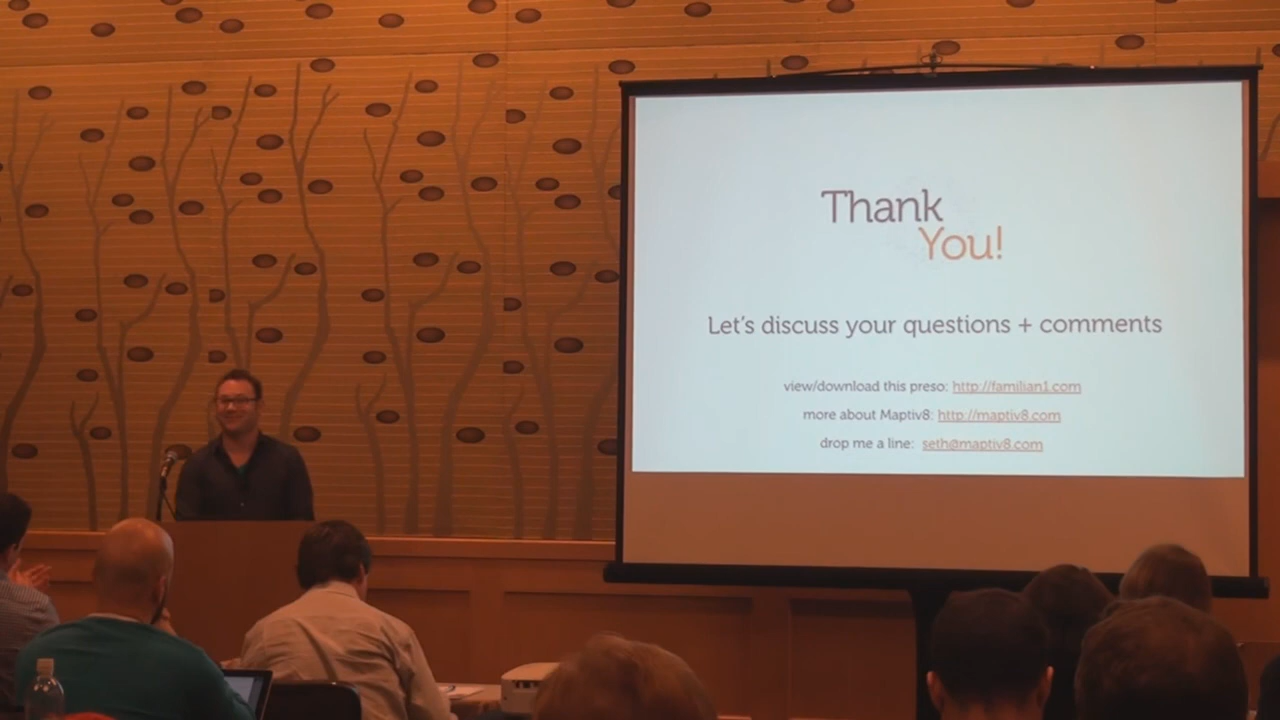 Thank
You!
Let's discuss your questions + comments
view/download this preso: http://familian1.com
more about Maptiv8: http://maptiv8.com
drop me a line: seth@maptiv8.com